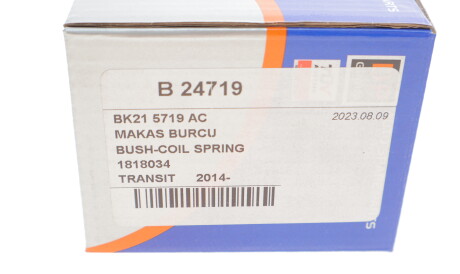 B 24719
BK21 5719 AC
2023.08.09
MAKAS BURCU
BUSH-COIL SPRING
1818034
TRANSIT 2014-